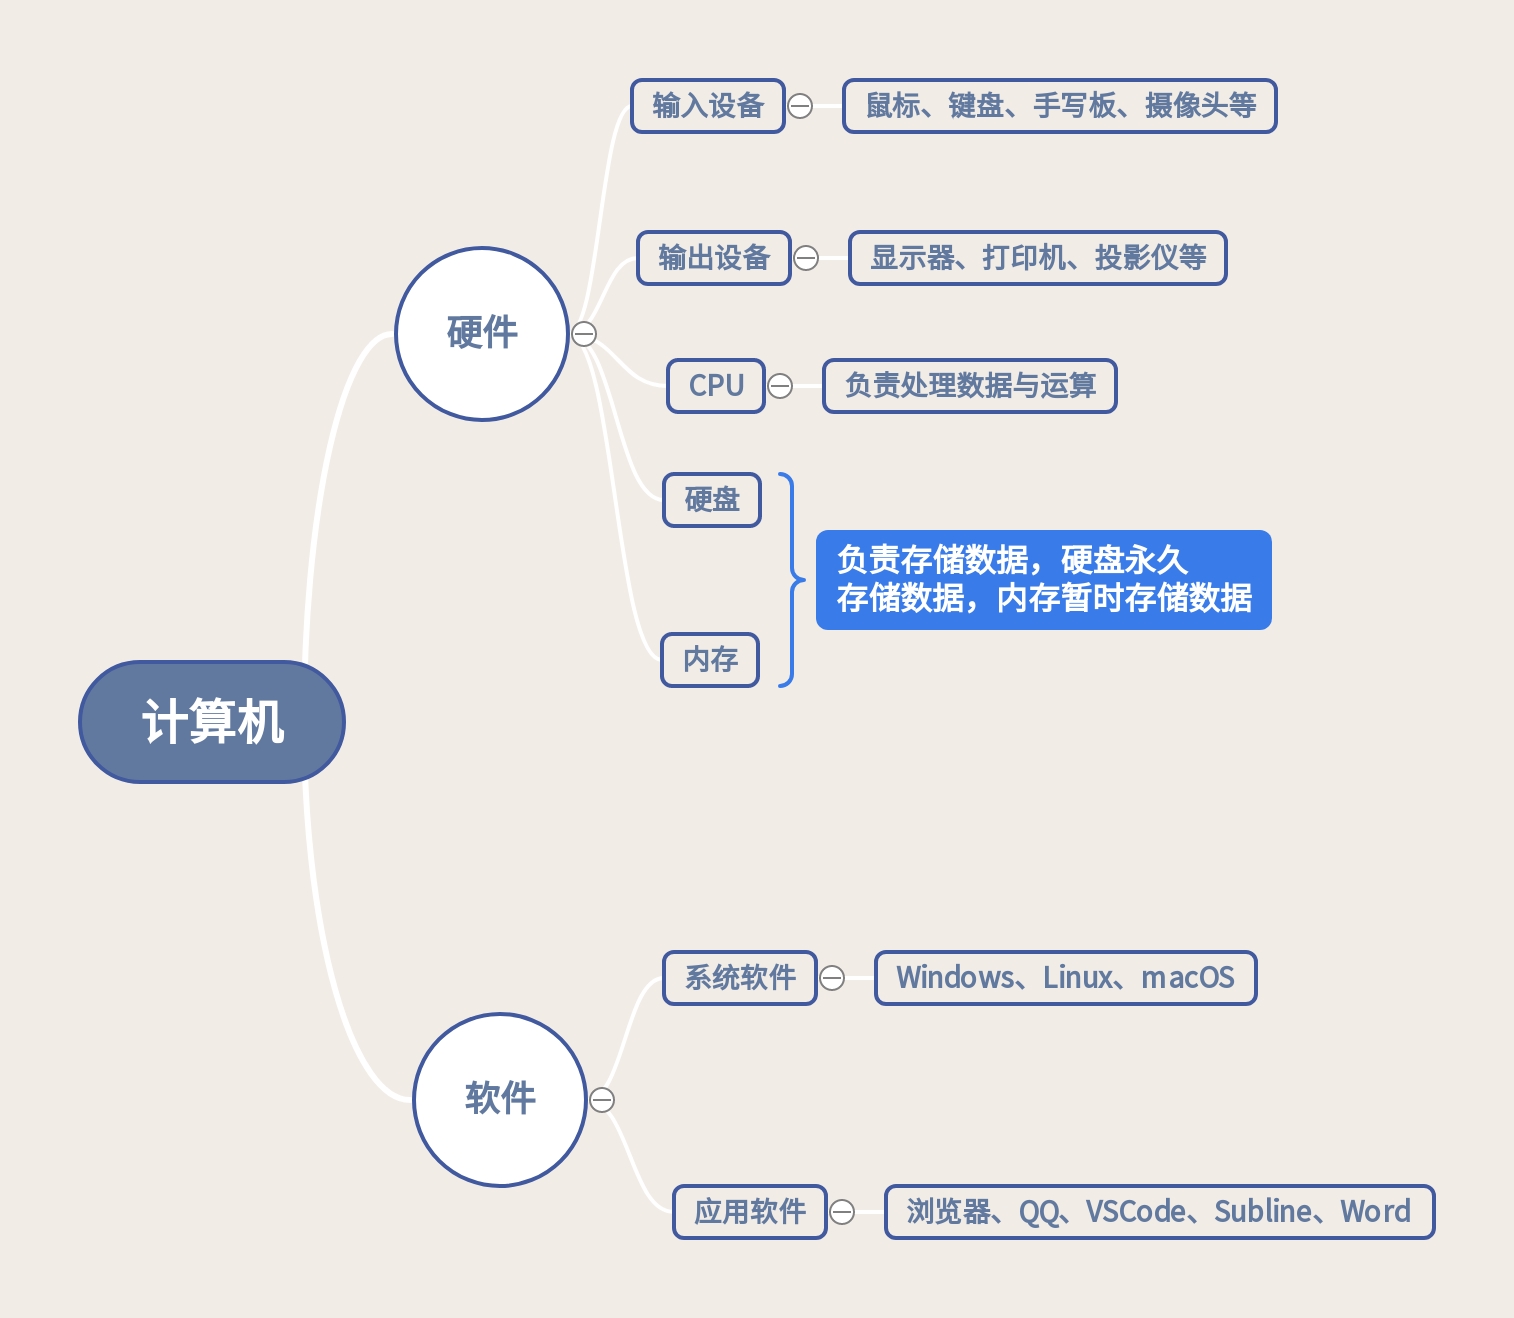 输入设备
鼠标、键盘、手写板、摄像头等
输出设备
显示器、打印机、投影仪等
硬件
CPU
负责处理数据与运算
硬盘
负责存储数据，硬盘永久
存储数据，内存暂时存储数据
内存
计算机
系统软件
Windows、Linux、macOS
软件
应用软件
浏览器、QQ、VSCode、Subline、Word